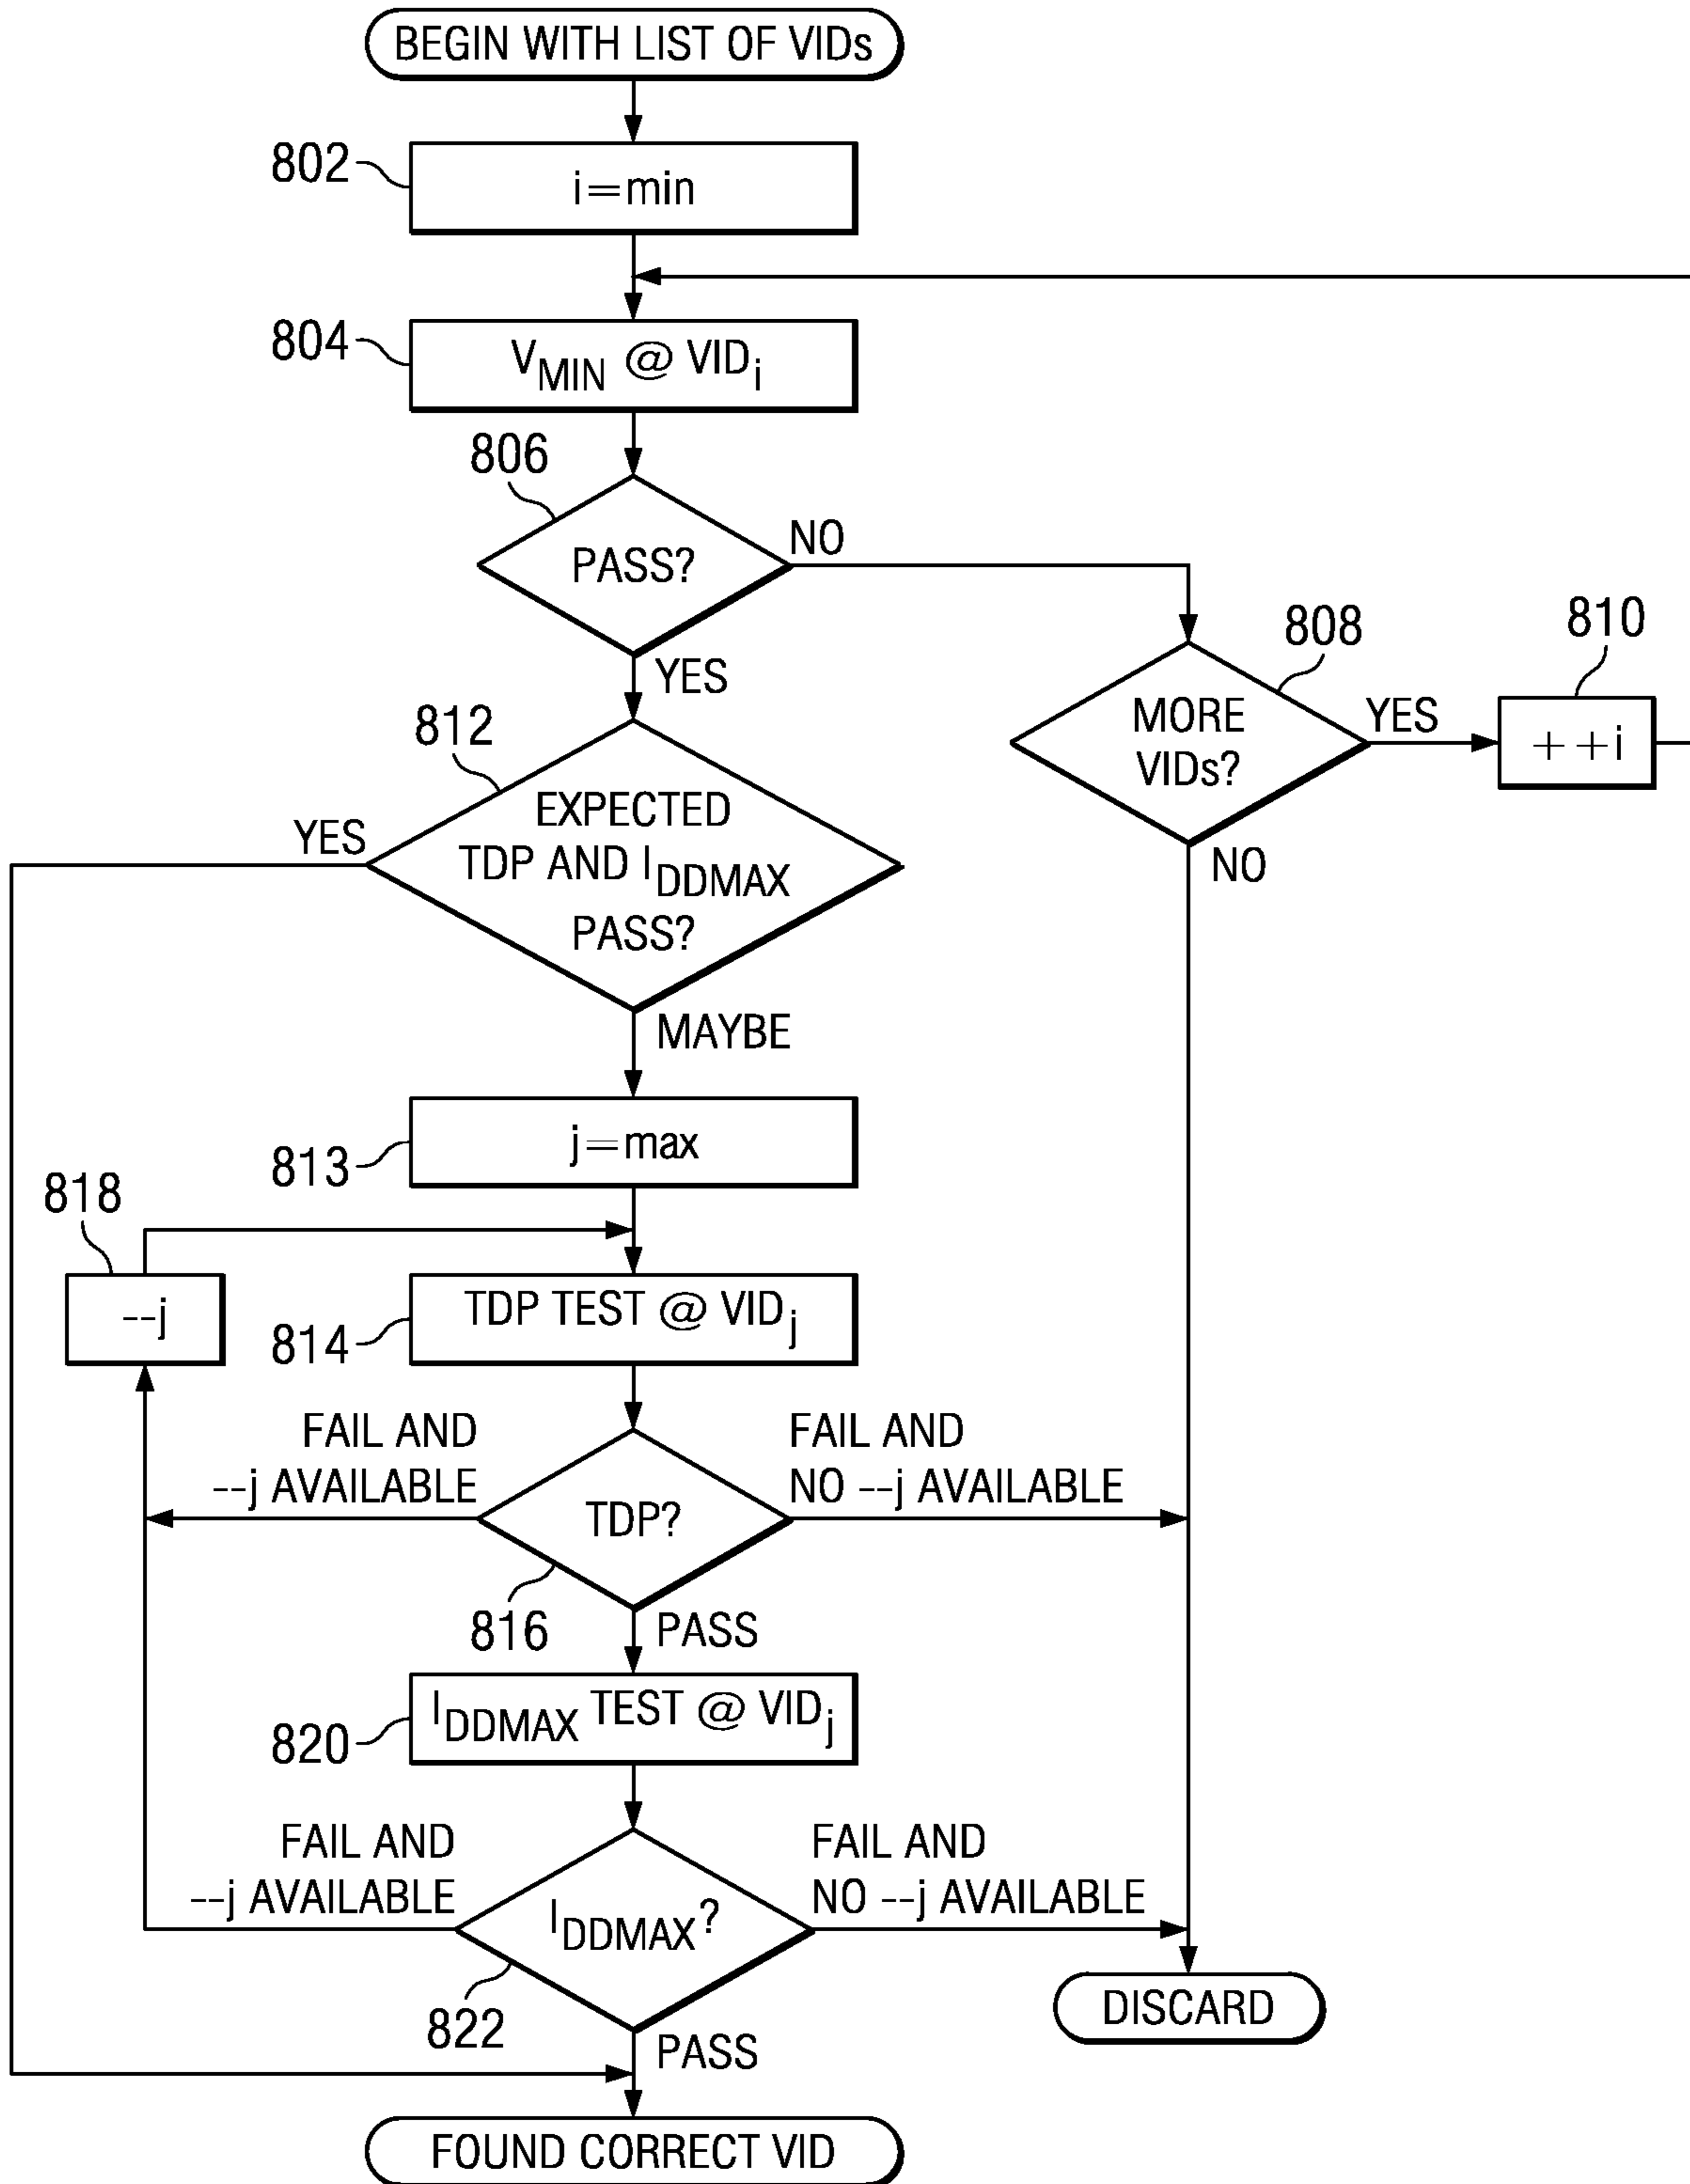 BEGIN WITH LIST OF VIDs
802
i=min
804
VMIN @ VIDi
806
PASS?
NO
YES
808
MORE
VIDs?
YES
NO
810
++i
812
EXPECTED
TDP AND IDDMAX
PASS?
YES
MAYBE
813
j=max
818
--j
814
TDP TEST @ VIDj
FAIL AND
--j AVAILABLE
FAIL AND
NO --j AVAILABLE
TDP?
816
PASS
820
IDDMAX TEST @ VIDj
FAIL AND
--j AVAILABLE
FAIL AND
NO --j AVAILABLE
IDDMAX?
822
PASS
DISCARD
FOUND CORRECT VID